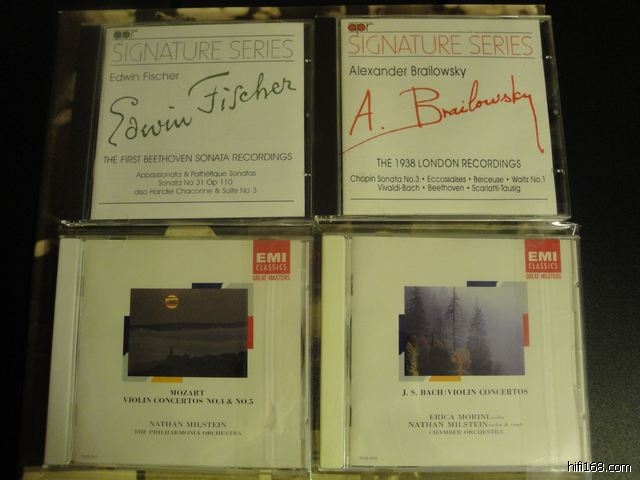 apr
SIGNATURE SERIES
Edwin Fischer
Edwin Fischer
THE FIRST BEETHOVEN SONATA RECORDINGS
Appassionata & Pathétique Sonatas
Sonata No 31 Op 110
also Handel Chaconne & Suite No 3
apr
SIGNATURE SERIES
Alexander Brailowsky
A. Brailowsky
THE 1938 LONDON RECORDINGS
Chopin Sonata No.3 • Eccossaises • Berceuse • Waltz No.1
Vivaldi-Bach • Beethoven • Scarlatti-Tausig
EMI
CLASSICS
GREAT MASTERS
MOZART
VIOLIN CONCERTOS NO.4 & NO.5
NATHAN MILSTEIN
THE PHILHARMONIA ORCHESTRA
EMI
CLASSICS
GREAT MASTERS
J. S. BACH: VIOLIN CONCERTOS
ERICA MORINI violin
NATHAN MILSTEIN violin & cond
CHAMBER ORCHESTRA
hifi168.com